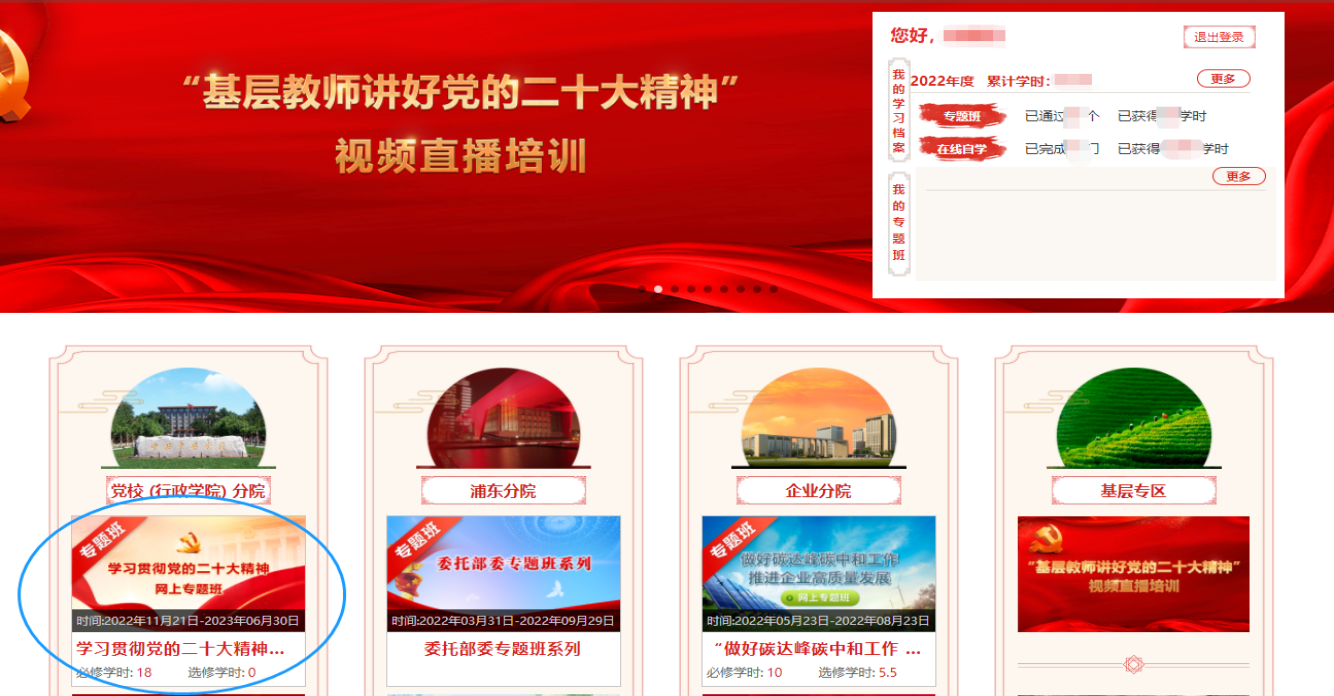 “基层教师讲好党的二十大精神”
视频直播培训
您好,
退出登录
我的学习档案
2022年度 累计学时:
更多
专题班 已通过 个 已获得 学时
在线自学 已完成 门 已获得 学时
我的专题班
更多
党校 (行政学院) 分院
专题班
学习贯彻党的二十大精神
网上专题班
时间:2022年11月21日-2023年06月30日
学习贯彻党的二十大精神...
必修学时: 18 选修学时: 0
浦东分院
专题班
委托部委专题班系列
时间:2022年03月31日-2022年09月29日
委托部委专题班系列
企业分院
专题班
做好碳达峰碳中和工作
推进企业高质量发展
网上专题班
时间:2022年05月23日-2022年08月23日
“做好碳达峰碳中和工作 ...
必修学时: 10 选修学时: 5.5
基层专区
“基层教师讲好党的二十大精神”
视频直播培训